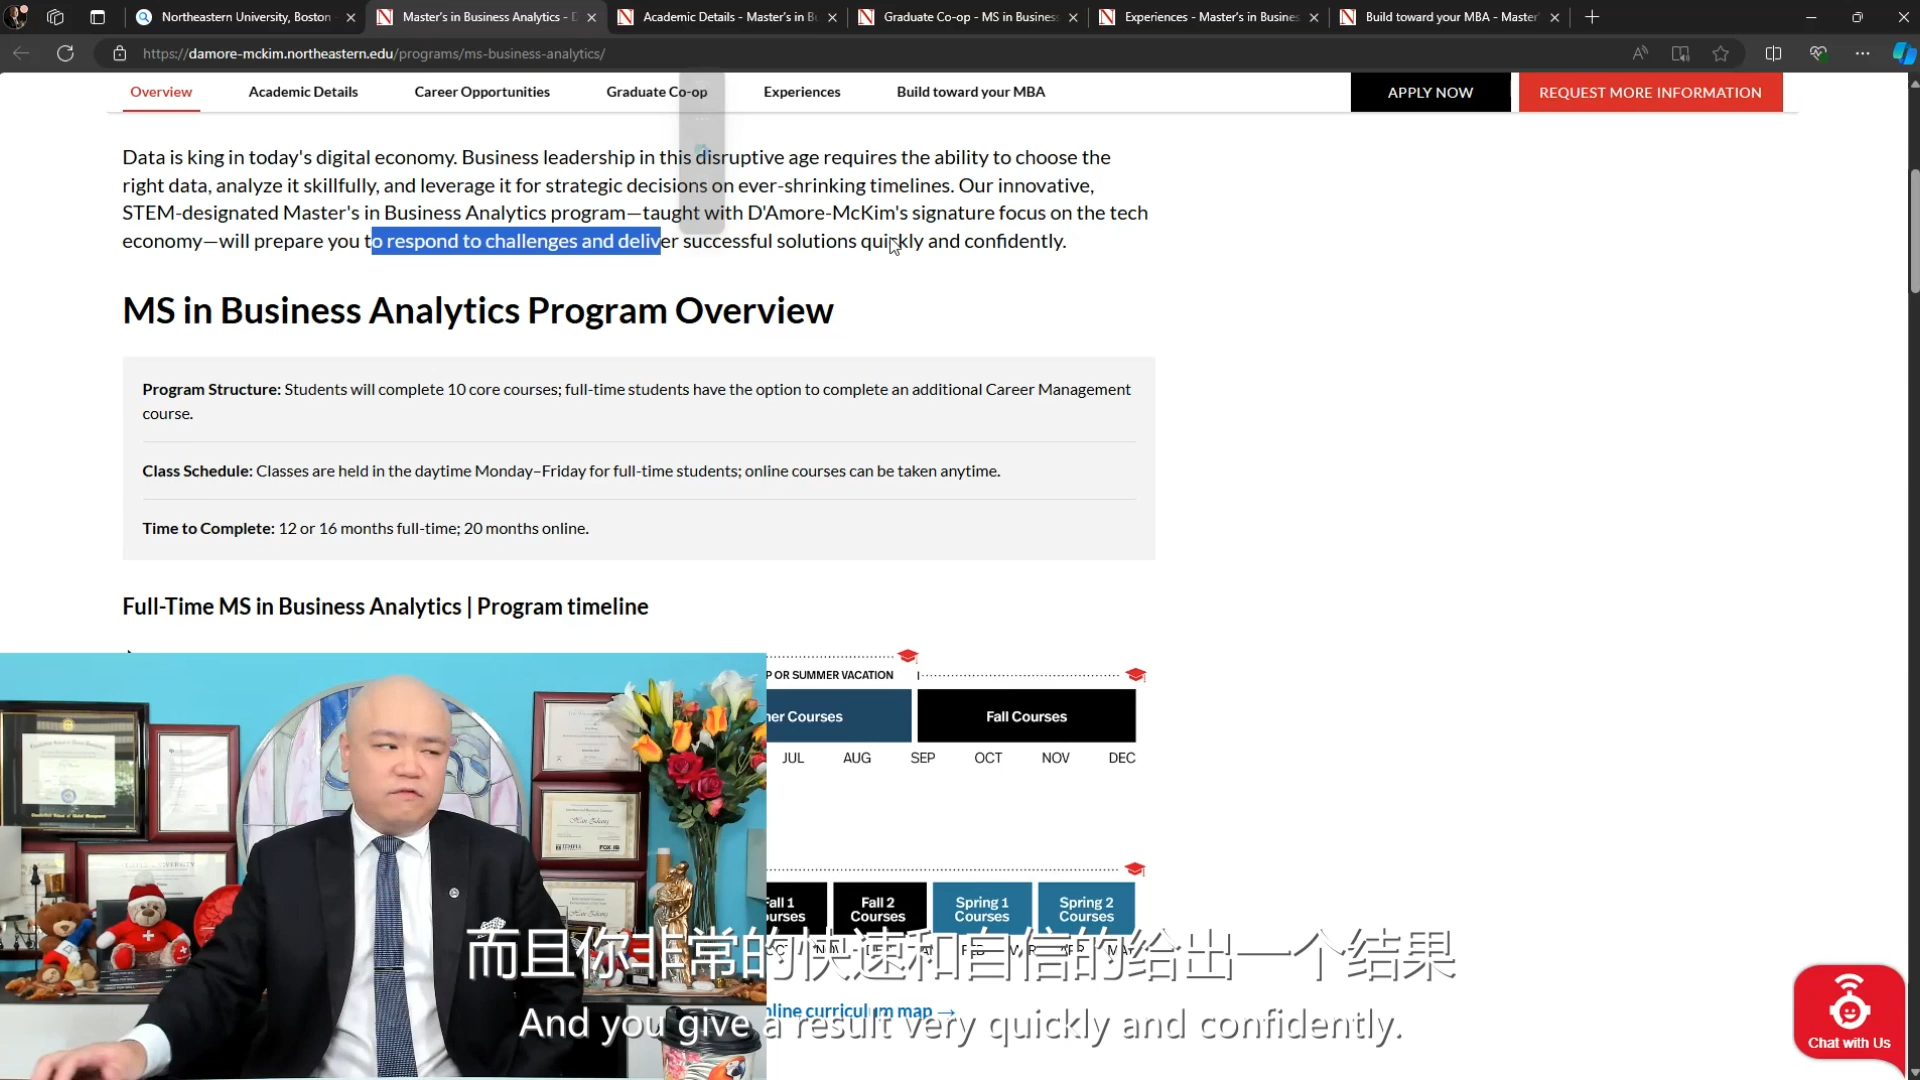 Northeastern University, Boston
Master's in Business Analytics - D
Academic Details - Master's in Bu
Graduate Co-op - MS in Business
Experiences - Master's in Busines
Build toward your MBA - Master'
https://damore-mckim.northeastern.edu/programs/ms-business-analytics/
Overview
Academic Details
Career Opportunities
Graduate Co-op
Experiences
Build toward your MBA
APPLY NOW
REQUEST MORE INFORMATION
Data is king in today's digital economy. Business leadership in this disruptive age requires the ability to choose the
right data, analyze it skillfully, and leverage it for strategic decisions on ever-shrinking timelines. Our innovative,
STEM-designated Master's in Business Analytics program—taught with D'Amore-McKim's signature focus on the tech
economy—will prepare you to respond to challenges and deliver successful solutions quickly and confidently.
MS in Business Analytics Program Overview
Program Structure: Students will complete 10 core courses; full-time students have the option to complete an additional Career Management
course.
Class Schedule: Classes are held in the daytime Monday–Friday for full-time students; online courses can be taken anytime.
Time to Complete: 12 or 16 months full-time; 20 months online.
Full-Time MS in Business Analytics | Program timeline
P OR SUMMER VACATION
ner Courses
Fall Courses
JUL
AUG
SEP
OCT
NOV
DEC
Fall 1
ourses
Fall 2
Courses
Spring 1
Courses
Spring 2
Courses
而且你非常的快速和自信的给出一个结果
nline curriculum map →
And you give a result very quickly and confidently.
Chat with Us